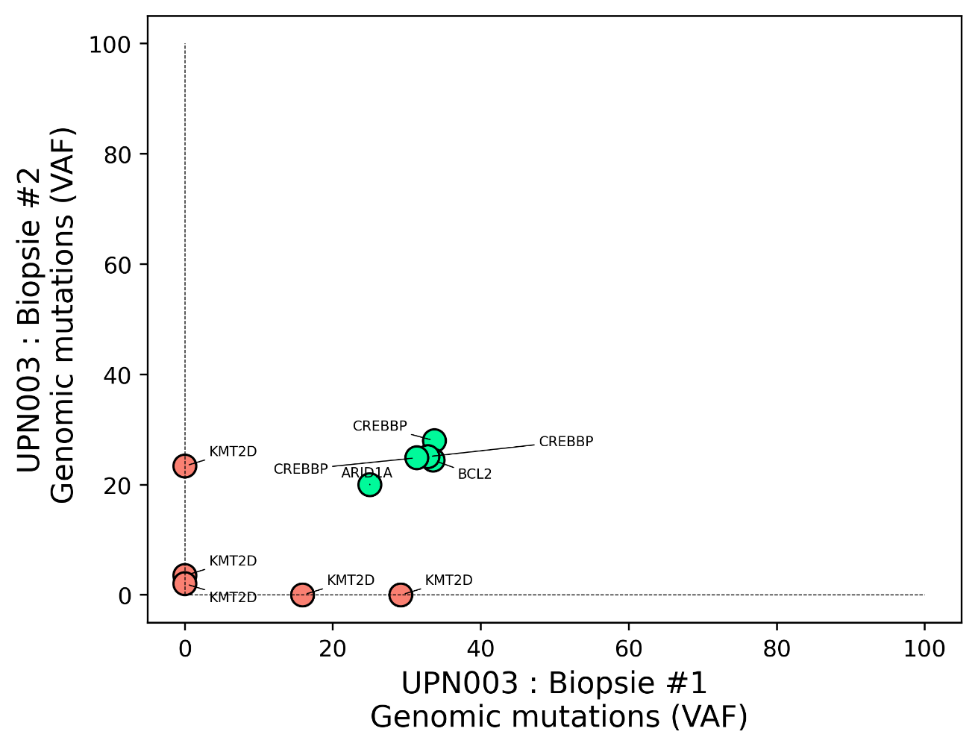 100
80
60
40
20
0
UPN003 : Biopsie #2
Genomic mutations (VAF)
CREBBP
CREBBP
KMT2D
CREBBP
ARID1A
BCL2
KMT2D
KMT2D
KMT2D
KMT2D
0
20
40
60
80
100
UPN003 : Biopsie #1
Genomic mutations (VAF)